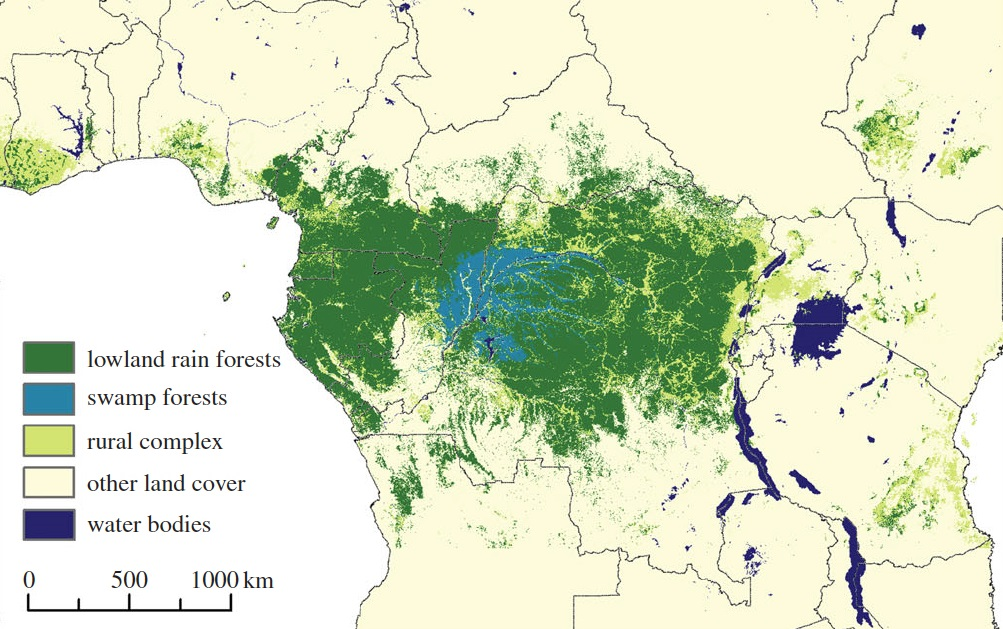 lowland rain forests
swamp forests
rural complex
other land cover
water bodies
0 500 1000 km